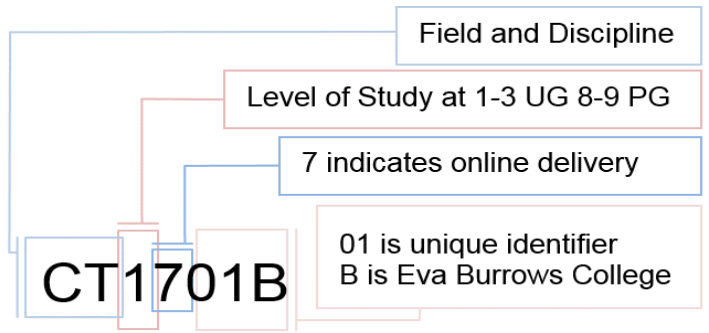 Field and Discipline
Level of Study at 1-3 UG 8-9 PG
7 indicates online delivery
01 is unique identifier
B is Eva Burrows College
CT1701B